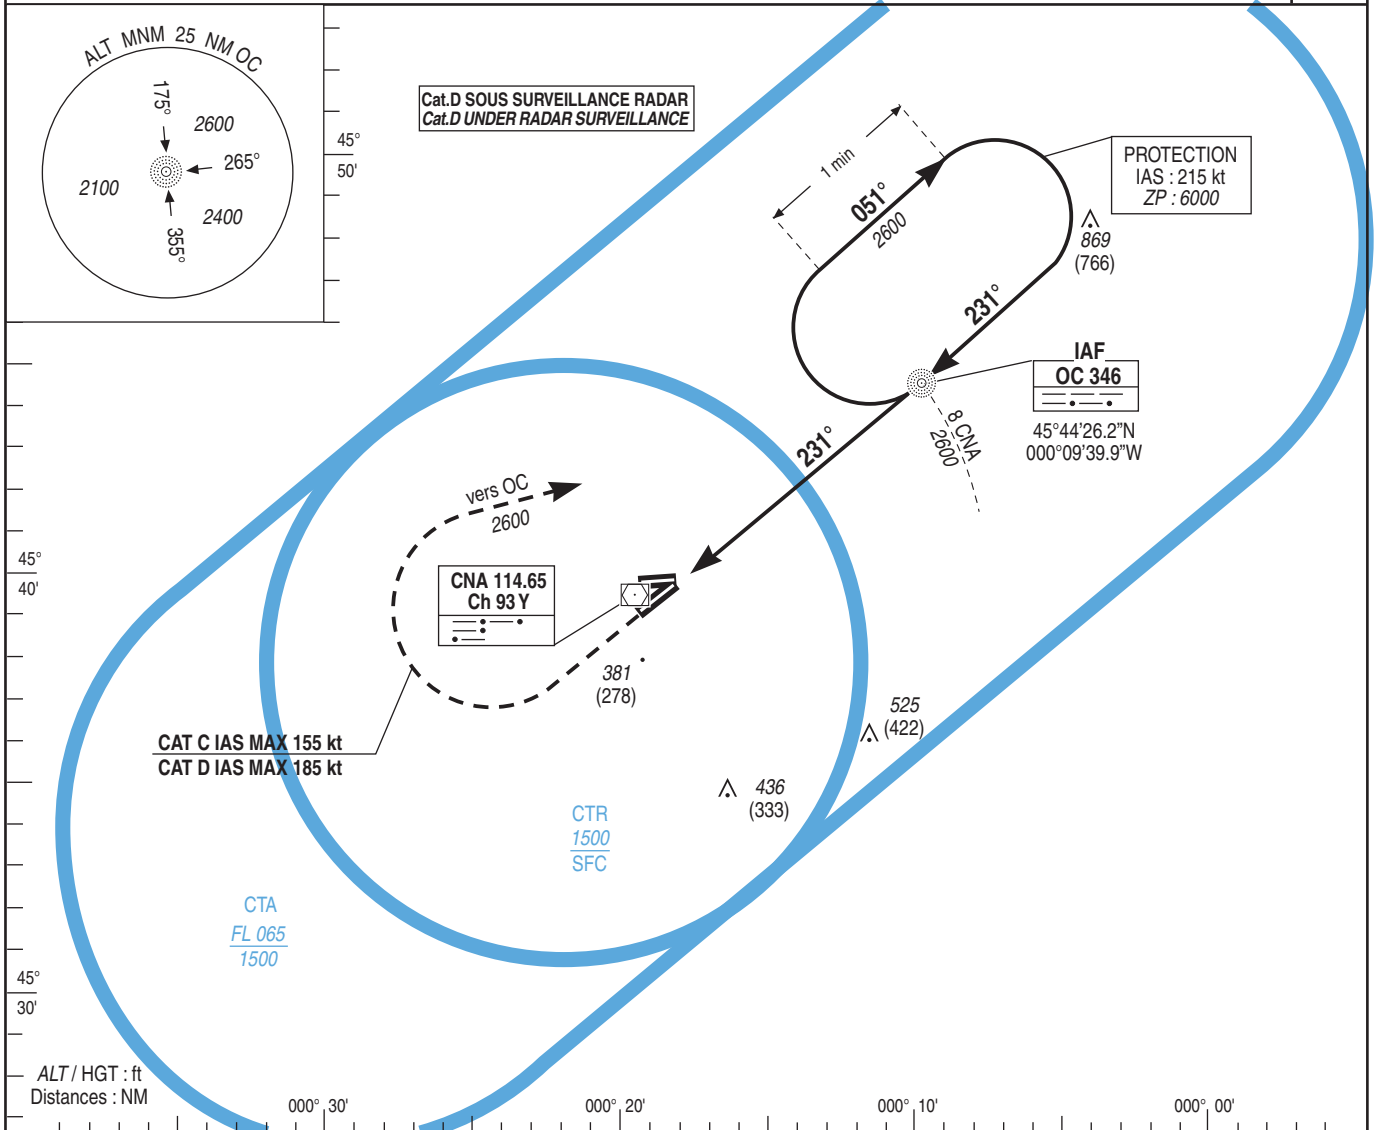 ALT MNM 25 NM OC
175°
2600
265°
2100
2400
355°
Cat.D SOUS SURVEILLANCE RADAR
Cat.D UNDER RADAR SURVEILLANCE
45°
50'
1 min
051°
2600
PROTECTION
IAS : 215 kt
ZP : 6000
869
(766)
231°
IAF
OC 346
45°44'26.2"N
000°09'39.9"W
8 CNA
2600
231°
vers OC
2600
45°
40'
CNA 114.65
Ch 93 Y
381
(278)
CAT C IAS MAX 155 kt
CAT D IAS MAX 185 kt
525
(422)
436
(333)
CTR
1500
SFC
CTA
FL 065
1500
45°
30'
ALT / HGT : ft
Distances : NM
000° 30'
000° 20'
000° 10'
000° 00'